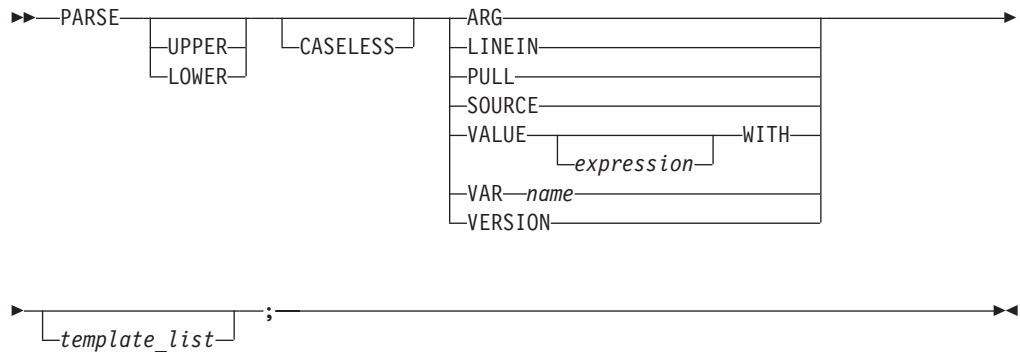 PARSE UPPER LOWER CASELESS ARG
LINEIN
PULL
SOURCE
VALUE expression WITH
VAR name
VERSION
template_list ;